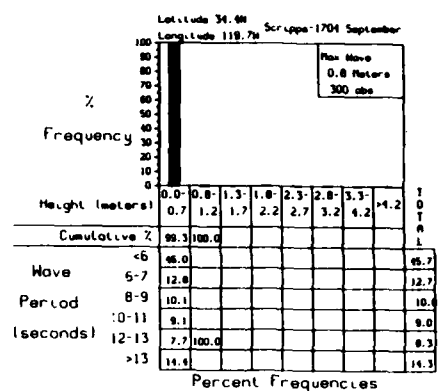 Latitude 34.4N
Scripps-1704 September
Longitude 119.7W
Max Wave
0.8 Meters
300 obs
100
90
80
70
60
50
40
30
20
10
0
%
Frequency
Height (meters) 0.0-0.7 0.8-1.2 1.3-1.7 1.8-2.2 2.3-2.7 2.8-3.2 3.3-4.2 >4.2 TOTAL
Cumulative % 99.3 100.0
Wave Period (seconds)
<6 46.0 45.7
6-7 12.8 12.7
8-9 10.1 10.0
10-11 9.1 9.0
12-13 7.7 100.0 8.3
>13 14.4 14.3
Percent Frequencies